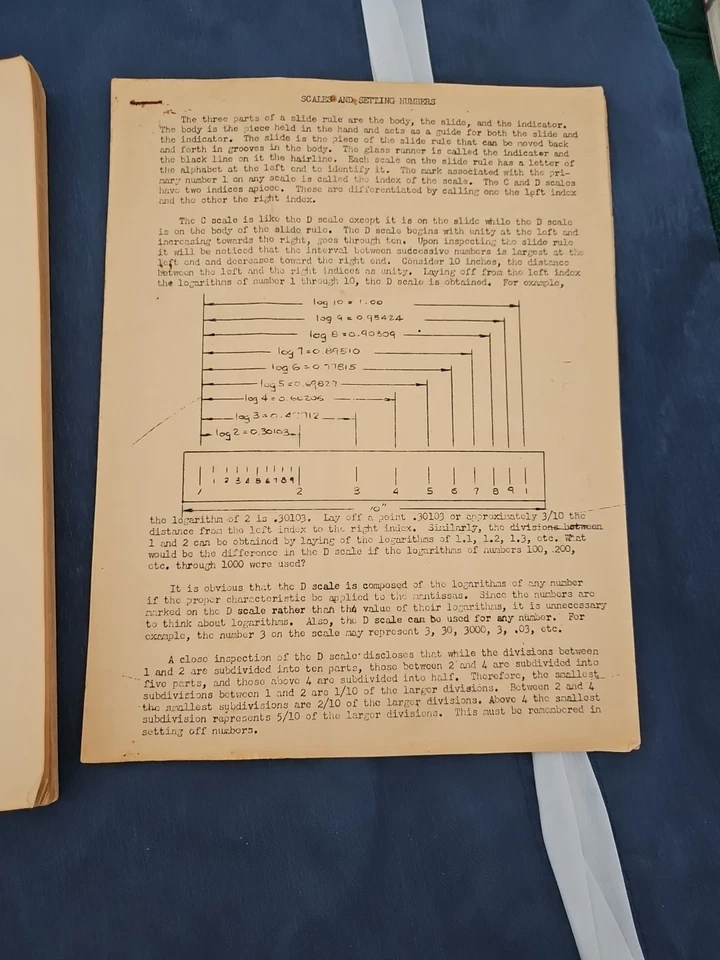 SCALES AND SETTING NUMBERS
The three parts of a slide rule are the body, the slide, and the indicator.
The body is the piece held in the hand and acts as a guide for both the slide and
the indicator. The slide is the piece of the slide rule that can be moved back
and forth in grooves in the body. The glass runner is called the indicator and
the black line on it the hairline. Each scale on the slide rule has a letter of
the alphabet at the left end to identify it. The mark associated with the pri-
mary number 1 on any scale is called the index of the scale. The C and D scales
have two indices apiece. These are differentiated by calling one the left index
and the other the right index.
The C scale is like the D scale except it is on the slide while the D scale
is on the body of the slide rule. The D scale begins with unity at the left and
increasing towards the right, goes through ten. Upon inspecting the slide rule
it will be noticed that the interval between successive numbers is largest at the
left end and decreases toward the right end. Consider 10 inches, the distance
between the left and the right indices as unity. Laying off from the left index
the logarithms of number 1 through 10, the D scale is obtained. For example,
log 10 = 1.00
log 9 = 0.95424
log 8 = 0.90309
log 7 = 0.89510
log 6 = 0.77815
log 5 = 0.69827
log 4 = 0.60206
log 3 = 0.47712
log 2 = 0.30103
1 1 2 3 4 5 6 7 8 9 2 3 4 5 6 7 8 9 1
10"
the logarithm of 2 is .30103. Lay off a point .30103 or approximately 3/10 the
distance from the left index to the right index. Similarly, the divisions between
1 and 2 can be obtained by laying of the logarithms of 1.1, 1.2, 1.3, etc. What
would be the difference in the D scale if the logarithms of numbers 100, .200,
etc. through 1000 were used?
It is obvious that the D scale is composed of the logarithms of any number
if the proper characteristic be applied to the mantissas. Since the numbers are
marked on the D scale rather than the value of their logarithms, it is unnecessary
to think about logarithms. Also, the D scale can be used for any number. For
example, the number 3 on the scale may represent 3, 30, 3000, 3, .03, etc.
A close inspection of the D scale discloses that while the divisions between
1 and 2 are subdivided into ten parts, those between 2 and 4 are subdivided into
five parts, and those above 4 are subdivided into half. Therefore, the smallest
subdivisions between 1 and 2 are 1/10 of the larger divisions. Between 2 and 4
the smallest subdivisions are 2/10 of the larger divisions. Above 4 the smallest
subdivision represents 5/10 of the larger divisions. This must be remembered in
setting off numbers.